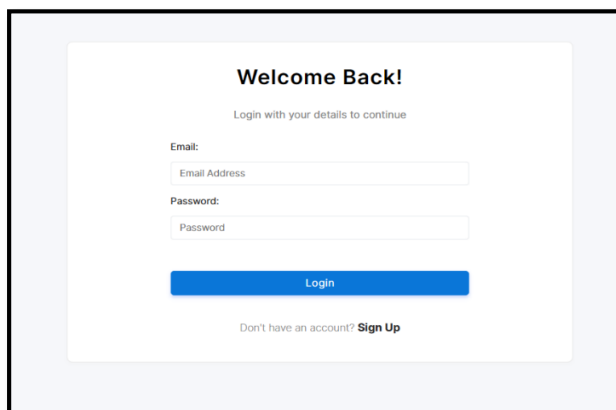 Welcome Back!
Login with your details to continue
Email:
Email Address
Password:
Password
Login
Don't have an account? Sign Up